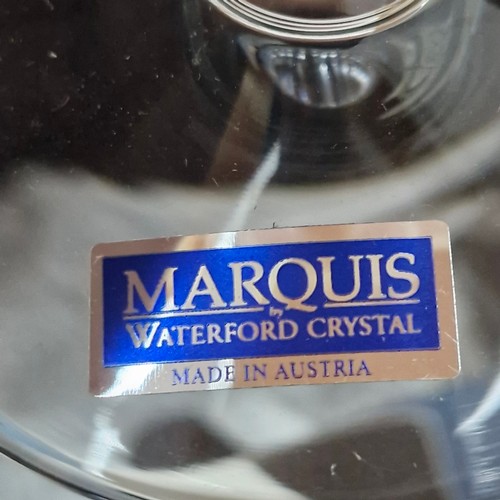 MARQUIS
by
WATERFORD CRYSTAL
MADE IN AUSTRIA